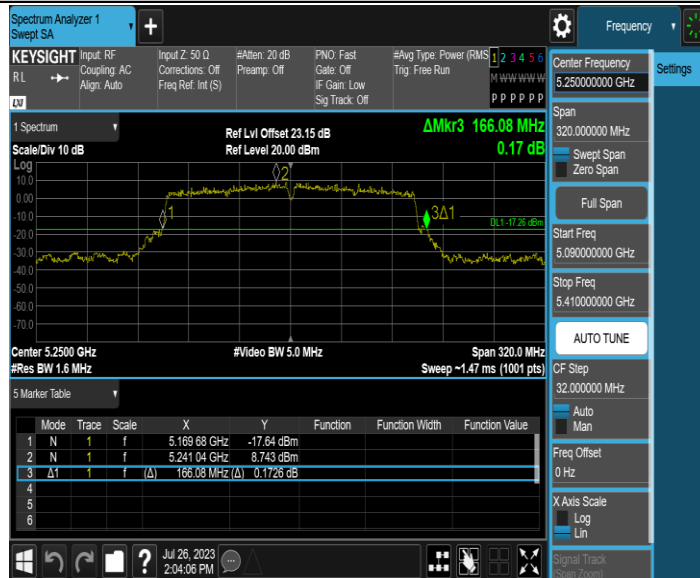 Spectrum Analyzer 1
Swept SA
Frequency
KEYSIGHT
RL
LXI
Input: RF
Coupling: AC
Align: Auto
Input Z: 50 Ω
Corrections: Off
Freq Ref: Int (S)
#Atten: 20 dB
Preamp: Off
PNO: Fast
Gate: Off
IF Gain: Low
Sig Track: Off
#Avg Type: Power (RMS
Trig: Free Run
1 2 3 4 5 6
M W W W W W
P P P P P P
Settings
1 Spectrum
Scale/Div 10 dB
Ref Lvl Offset 23.15 dB
Ref Level 20.00 dBm
ΔMkr3 166.08 MHz
0.17 dB
Log
10.0
0.00
-10.0
-20.0
-30.0
-40.0
-50.0
-60.0
-70.0
1
2
3Δ1
DL1 -17.26 dBm
Center 5.2500 GHz
#Res BW 1.6 MHz
#Video BW 5.0 MHz
Span 320.0 MHz
Sweep ~1.47 ms (1001 pts)
5 Marker Table
Mode Trace Scale X Y Function Function Width Function Value
1 N 1 f 5.169 68 GHz -17.64 dBm
2 N 1 f 5.241 04 GHz 8.743 dBm
3 Δ1 1 f (Δ) 166.08 MHz (Δ) 0.1726 dB
4
5
6
Jul 26, 2023
2:04:06 PM
Center Frequency
5.250000000 GHz
Span
320.000000 MHz
Swept Span
Zero Span
Full Span
Start Freq
5.090000000 GHz
Stop Freq
5.410000000 GHz
AUTO TUNE
CF Step
32.000000 MHz
Auto
Man
Freq Offset
0 Hz
X Axis Scale
Log
Lin
Signal Track
(Span Zoom)